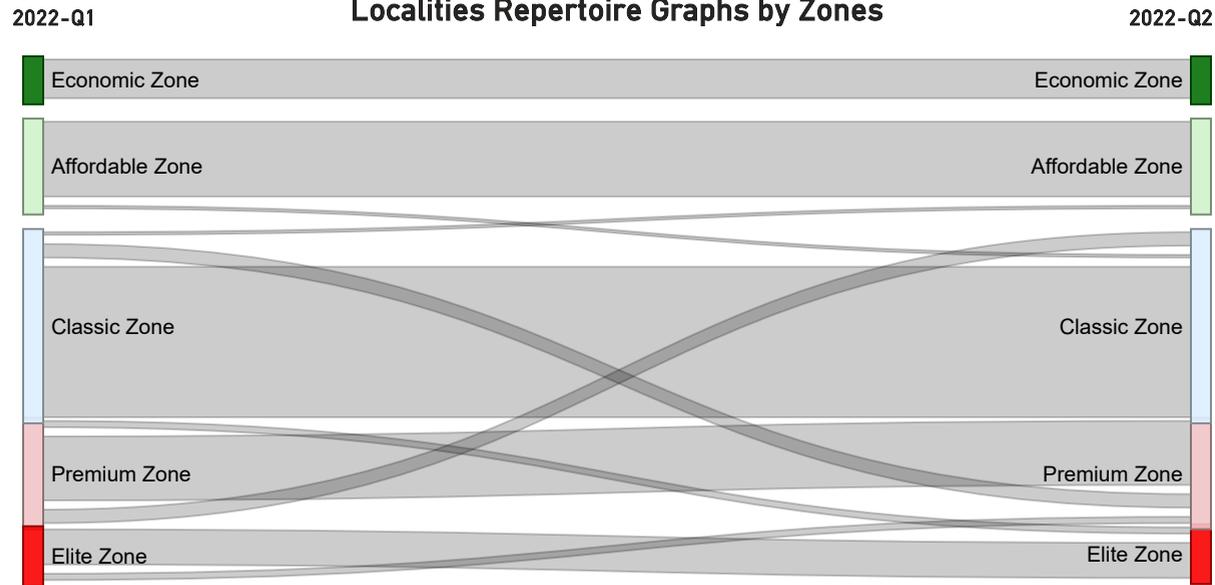 Localities Repertoire Graphs by Zones
2022-Q1
2022-Q2
Economic Zone
Economic Zone
Affordable Zone
Affordable Zone
Classic Zone
Classic Zone
Premium Zone
Premium Zone
Elite Zone
Elite Zone